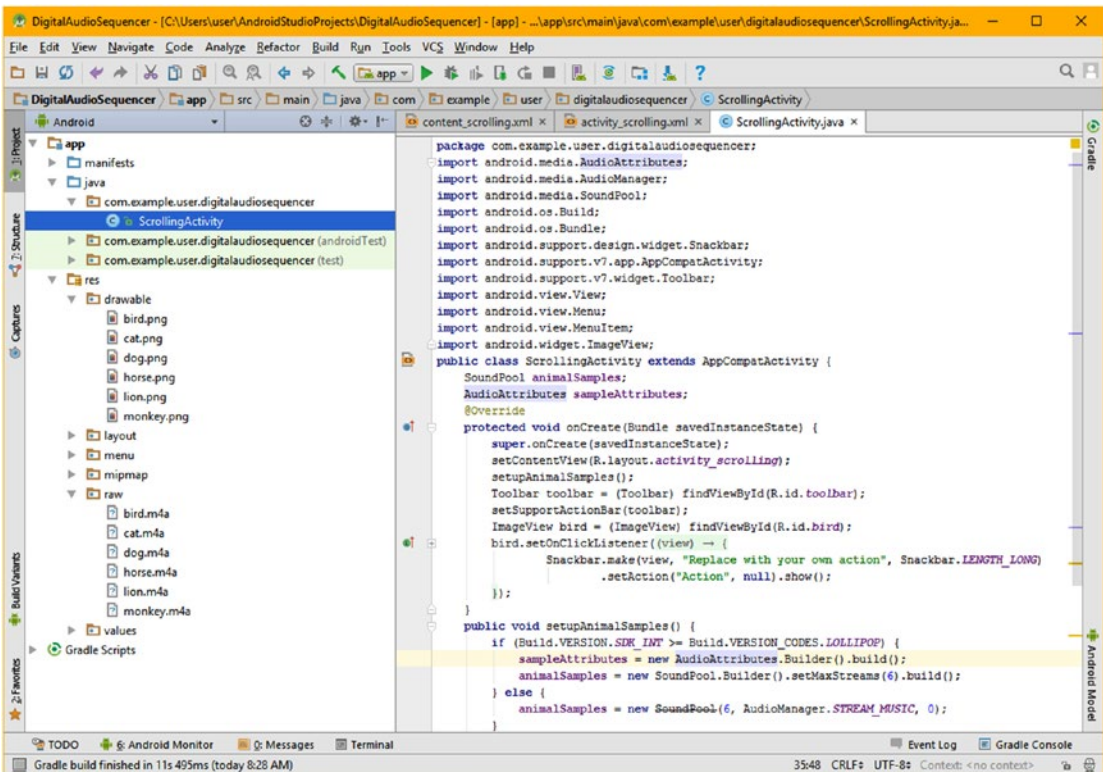 DigitalAudioSequencer - [C:\Users\user\AndroidStudioProjects\DigitalAudioSequencer] - [app] - ...\app\src\main\java\com\example\user\digitalaudiosequencer\ScrollingActivity.ja...
File Edit View Navigate Code Analyze Refactor Build Run Tools VCS Window Help
app
DigitalAudioSequencer app src main java com example user digitalaudiosequencer ScrollingActivity
Android
content_scrolling.xml × activity_scrolling.xml × ScrollingActivity.java ×
1: Project
7: Structure
Captures
Build Variants
2: Favorites
app
manifests
java
com.example.user.digitalaudiosequencer
ScrollingActivity
com.example.user.digitalaudiosequencer (androidTest)
com.example.user.digitalaudiosequencer (test)
res
drawable
bird.png
cat.png
dog.png
horse.png
lion.png
monkey.png
layout
menu
mipmap
raw
bird.m4a
cat.m4a
dog.m4a
horse.m4a
lion.m4a
monkey.m4a
values
Gradle Scripts
package com.example.user.digitalaudiosequencer;
import android.media.AudioAttributes;
import android.media.AudioManager;
import android.media.SoundPool;
import android.os.Build;
import android.os.Bundle;
import android.support.design.widget.Snackbar;
import android.support.v7.app.AppCompatActivity;
import android.support.v7.widget.Toolbar;
import android.view.View;
import android.view.Menu;
import android.view.MenuItem;
import android.widget.ImageView;
public class ScrollingActivity extends AppCompatActivity {
SoundPool animalSamples;
AudioAttributes sampleAttributes;
@Override
protected void onCreate(Bundle savedInstanceState) {
super.onCreate(savedInstanceState);
setContentView(R.layout.activity_scrolling);
setupAnimalSamples();
Toolbar toolbar = (Toolbar) findViewById(R.id.toolbar);
setSupportActionBar(toolbar);
ImageView bird = (ImageView) findViewById(R.id.bird);
bird.setOnClickListener((view) → {
Snackbar.make(view, "Replace with your own action", Snackbar.LENGTH_LONG)
.setAction("Action", null).show();
});
}
public void setupAnimalSamples() {
if (Build.VERSION.SDK_INT >= Build.VERSION_CODES.LOLLIPOP) {
sampleAttributes = new AudioAttributes.Builder().build();
animalSamples = new SoundPool.Builder().setMaxStreams(6).build();
} else {
animalSamples = new SoundPool(6, AudioManager.STREAM_MUSIC, 0);
}
Gradle
Android Model
TODO 6: Android Monitor 0: Messages Terminal Event Log Gradle Console
Gradle build finished in 11s 495ms (today 8:28 AM) 35:48 CRLF÷ UTF-8÷ Context: <no context>